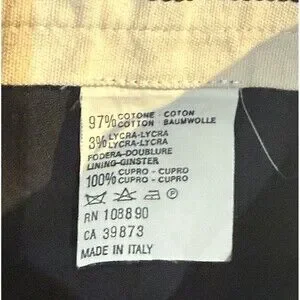 97% COTONE · COTON
COTTON · BAUMWOLLE
3% LYCRA-LYCRA
LYCRA-LYCRA
FODERA-DOUBLURE
LINING-GINSTER
100% CUPRO - CUPRO
CUPRO - CUPRO
P
RN 108890
CA 39873
MADE IN ITALY